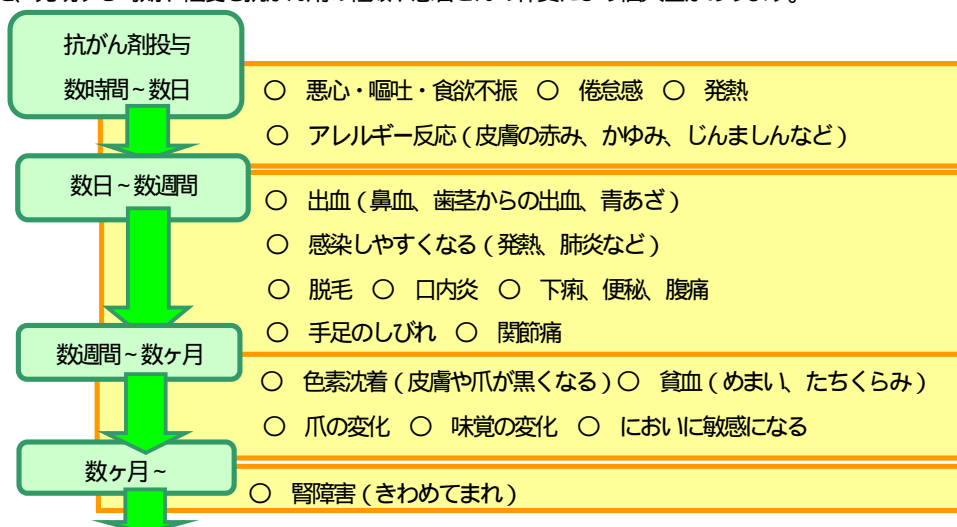 抗がん剤投与
数時間~数日
○ 悪心・嘔吐・食欲不振 ○ 倦怠感 ○ 発熱
○ アレルギー反応(皮膚の赤み、かゆみ、じんましんなど)
数日~数週間
○ 出血(鼻血、歯茎からの出血、青あざ)
○ 感染しやすくなる(発熱、肺炎など)
○ 脱毛 ○ 口内炎 ○ 下痢、便秘、腹痛
○ 手足のしびれ ○ 関節痛
数週間~数ヶ月
○ 色素沈着(皮膚や爪が黒くなる)○ 貧血(めまい、たちくらみ)
○ 爪の変化 ○ 味覚の変化 ○ においに敏感になる
数ヶ月~
○ 腎障害(きわめてまれ)